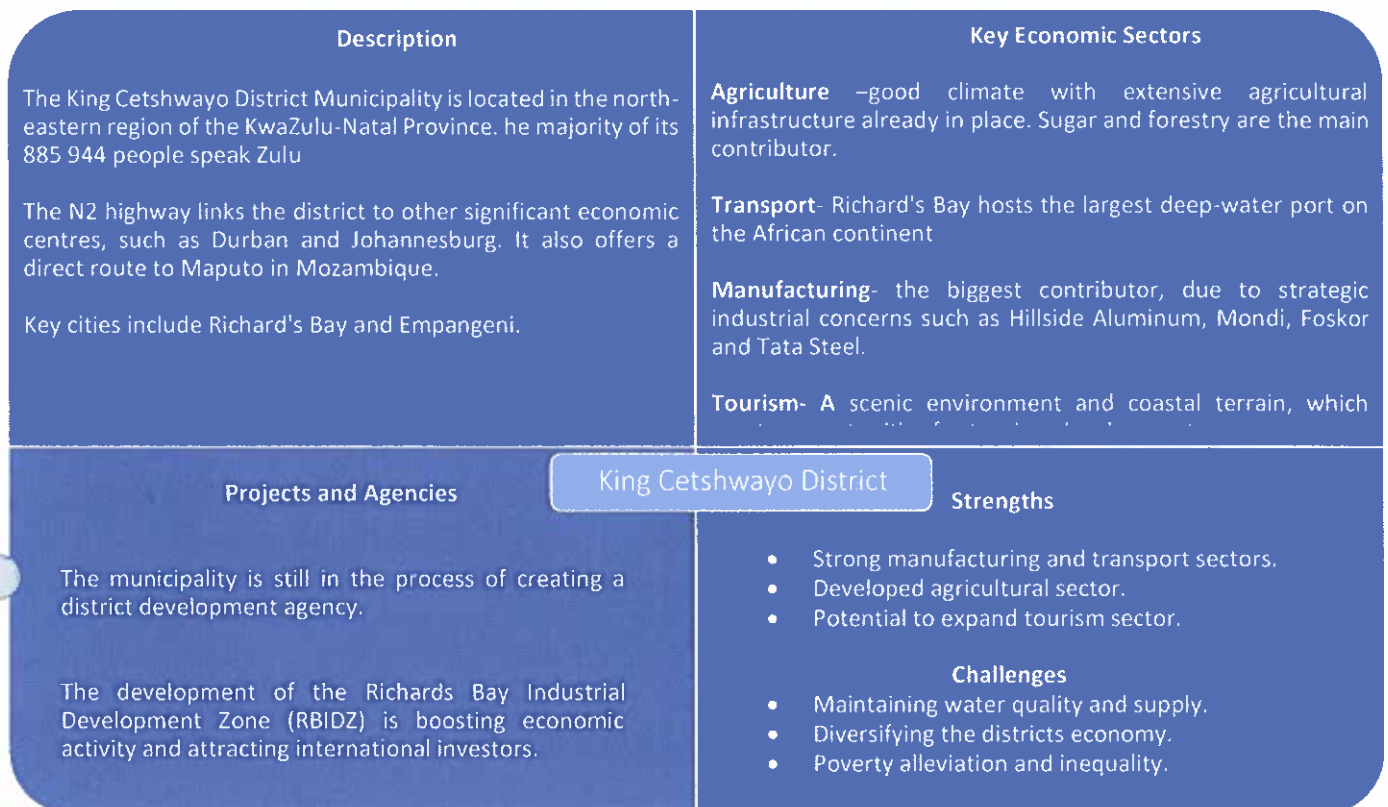 Description
The King Cetshwayo District Municipality is located in the north-
eastern region of the KwaZulu-Natal Province. he majority of its
885 944 people speak Zulu
The N2 highway links the district to other significant economic
centres, such as Durban and Johannesburg. It also offers a
direct route to Maputo in Mozambique.
Key cities include Richard's Bay and Empangeni.
Key Economic Sectors
Agriculture –good climate with extensive agricultural
infrastructure already in place. Sugar and forestry are the main
contributor.
Transport- Richard's Bay hosts the largest deep-water port on
the African continent
Manufacturing- the biggest contributor, due to strategic
industrial concerns such as Hillside Aluminum, Mondi, Foskor
and Tata Steel.
Tourism- A scenic environment and coastal terrain, which
King Cetshwayo District
Projects and Agencies
The municipality is still in the process of creating a
district development agency.
The development of the Richards Bay Industrial
Development Zone (RBIDZ) is boosting economic
activity and attracting international investors.
Strengths
• Strong manufacturing and transport sectors.
• Developed agricultural sector.
• Potential to expand tourism sector.
Challenges
• Maintaining water quality and supply.
• Diversifying the districts economy.
• Poverty alleviation and inequality.